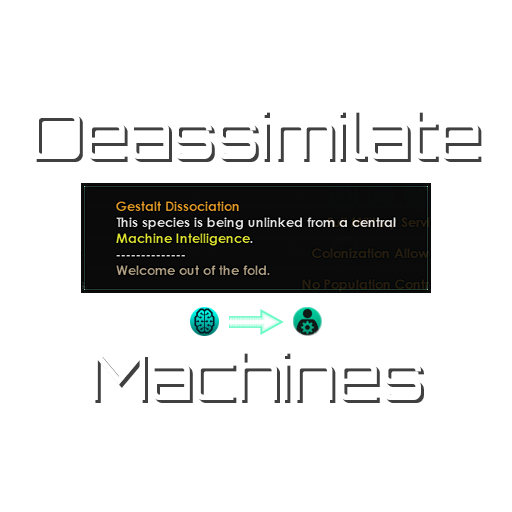 Deassimilate
Gestalt Dissociation
This species is being unlinked from a central
Machine Intelligence.
--------------
Welcome out of the fold.
Colonization Allow
No Population Contr
Machines